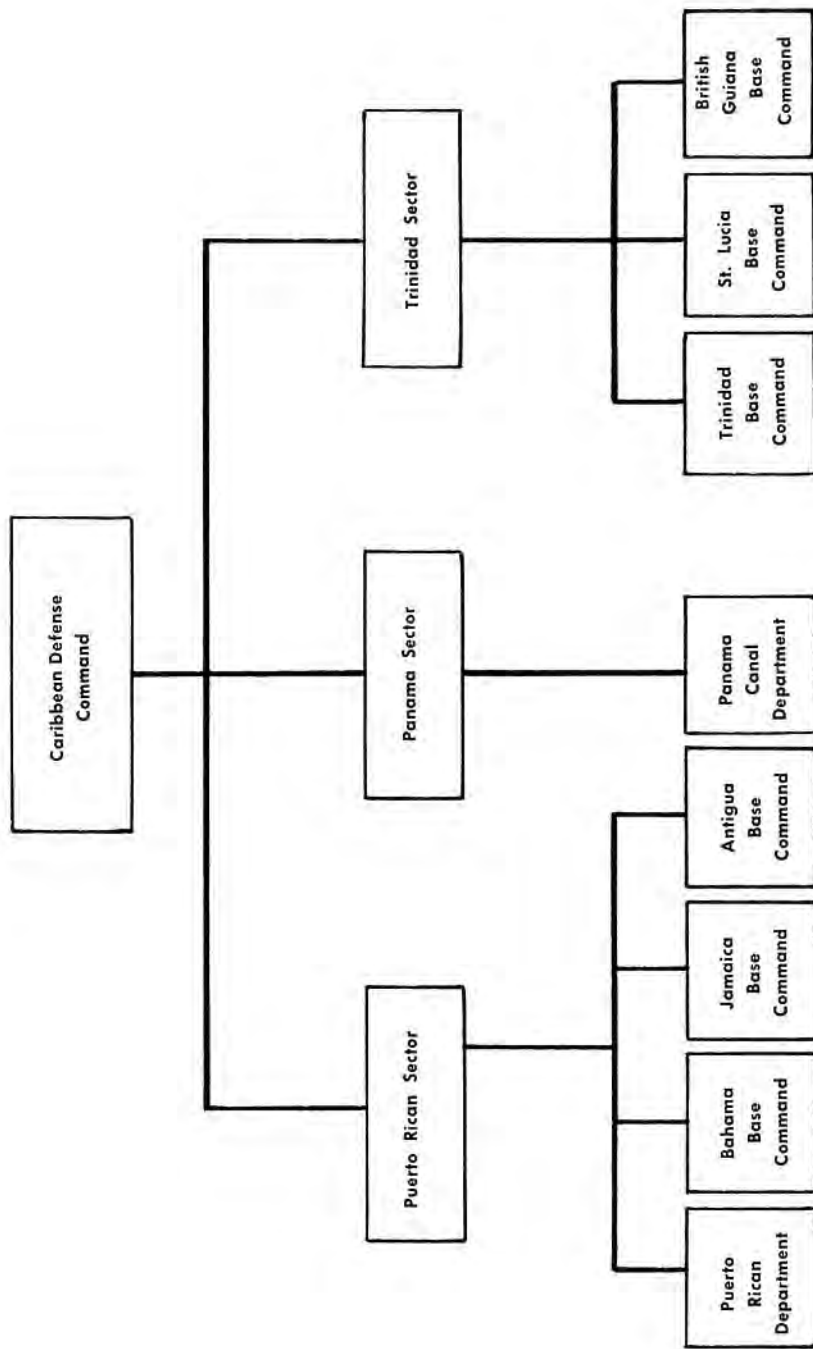 Caribbean Defense
Command
Puerto Rican Sector
Panama Sector
Trinidad Sector
Puerto
Rican
Department
Bahama
Base
Command
Jamaica
Base
Command
Antigua
Base
Command
Panama
Canal
Department
Trinidad
Base
Command
St. Lucia
Base
Command
British
Guiana
Base
Command